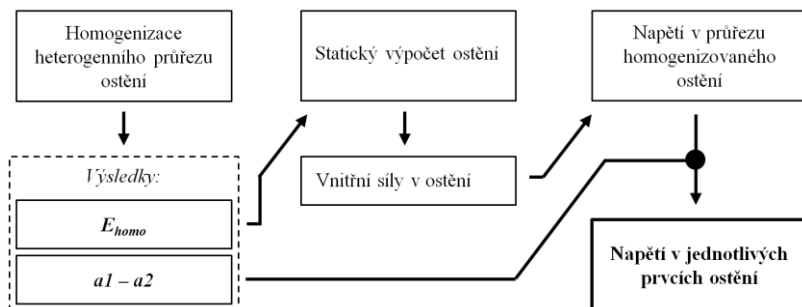 Homogenizace
heterogenního průřezu
ostění
Statický výpočet ostění
Napětí v průřezu
homogenizovaného
ostění
Výsledky:
Vnitřní síly v ostění
E_homo
a1 – a2
Napětí v jednotlivých
prvcích ostění